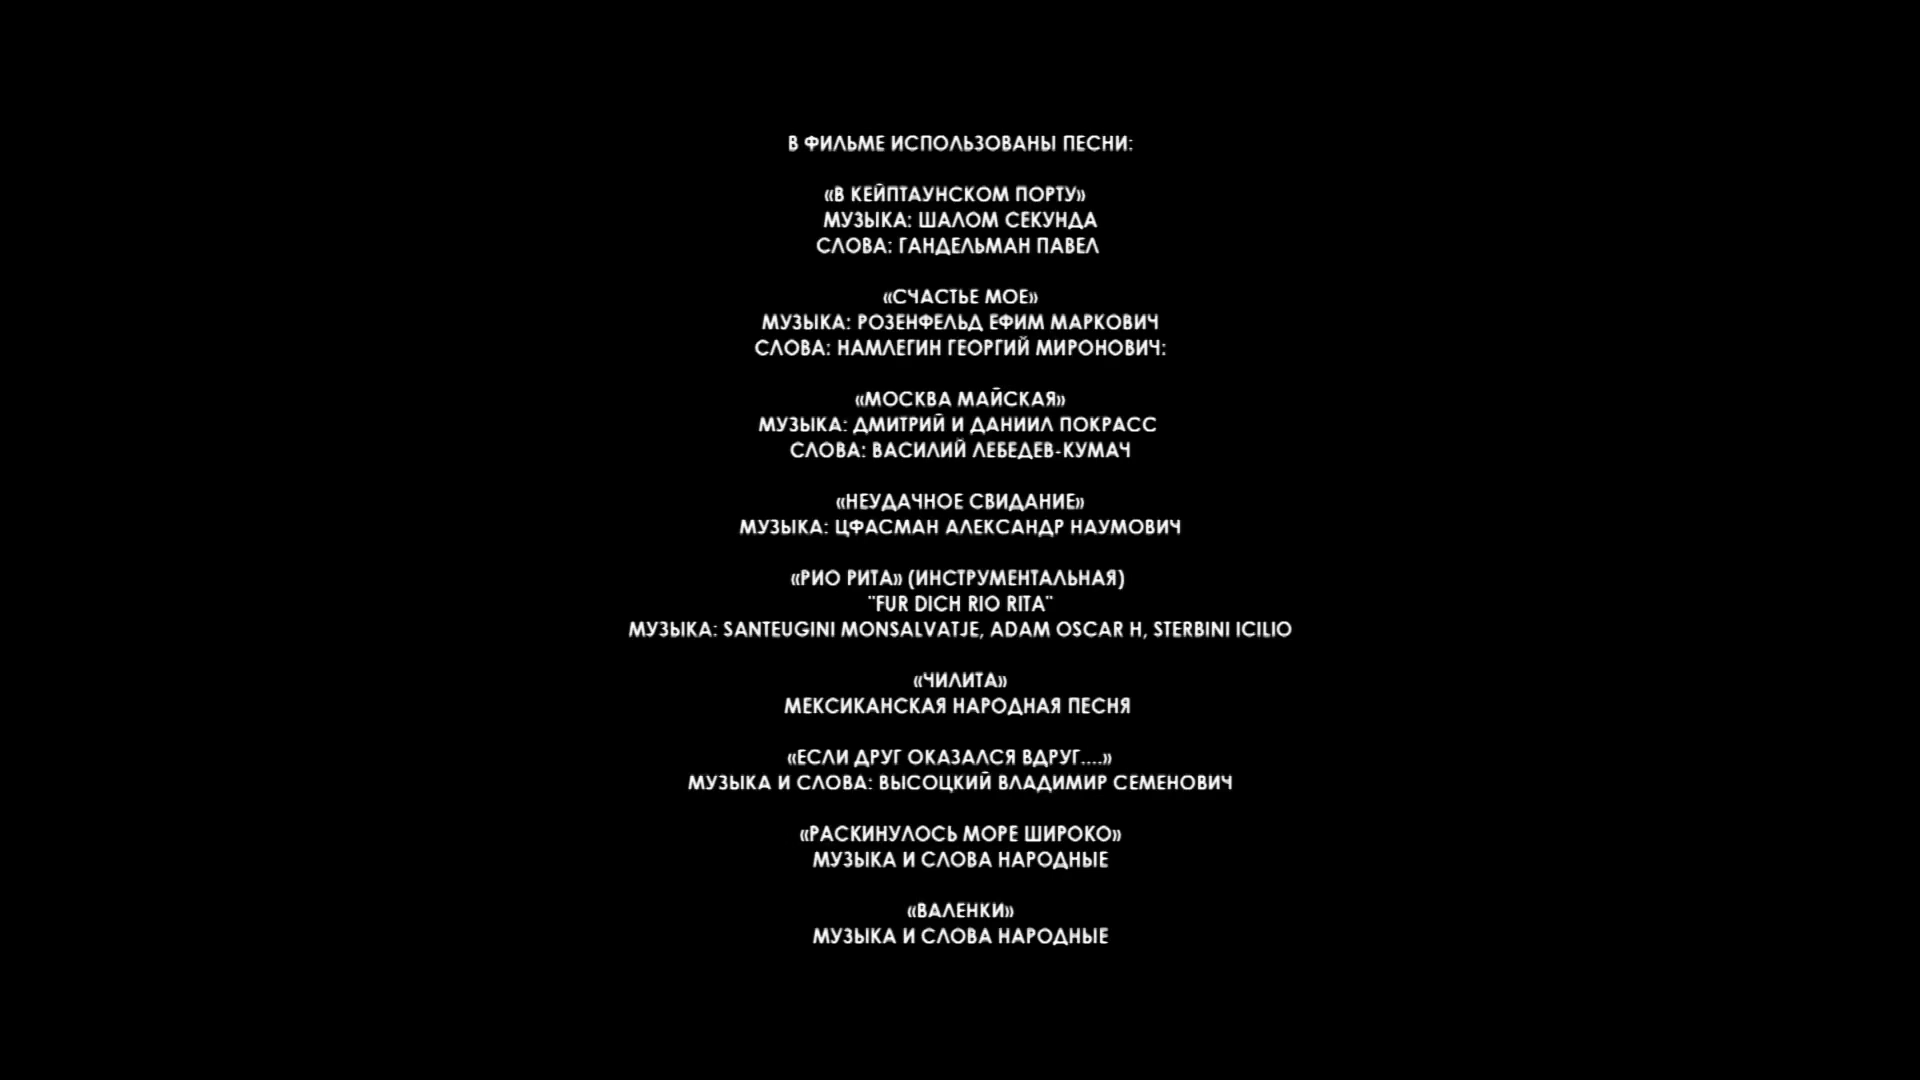 В ФИЛЬМЕ ИСПОЛЬЗОВАНЫ ПЕСНИ:
«В КЕЙПТАУНСКОМ ПОРТУ»
МУЗЫКА: ШАЛОМ СЕКУНДА
СЛОВА: ГАНДЕЛЬМАН ПАВЕЛ
«СЧАСТЬЕ МОЕ»
МУЗЫКА: РОЗЕНФЕЛЬД ЕФИМ МАРКОВИЧ
СЛОВА: НАМЛЕГИН ГЕОРГИЙ МИРОНОВИЧ:
«МОСКВА МАЙСКАЯ»
МУЗЫКА: ДМИТРИЙ И ДАНИИЛ ПОКРАСС
СЛОВА: ВАСИЛИЙ ЛЕБЕДЕВ-КУМАЧ
«НЕУДАЧНОЕ СВИДАНИЕ»
МУЗЫКА: ЦФАСМАН АЛЕКСАНДР НАУМОВИЧ
«РИО РИТА» (ИНСТРУМЕНТАЛЬНАЯ)
"FUR DICH RIO RITA"
МУЗЫКА: SANTEUGINI MONSALVATJE, ADAM OSCAR H, STERBINI ICILIO
«ЧИЛИТА»
МЕКСИКАНСКАЯ НАРОДНАЯ ПЕСНЯ
«ЕСЛИ ДРУГ ОКАЗАЛСЯ ВДРУГ....»
МУЗЫКА И СЛОВА: ВЫСОЦКИЙ ВЛАДИМИР СЕМЕНОВИЧ
«РАСКИНУЛОСЬ МОРЕ ШИРОКО»
МУЗЫКА И СЛОВА НАРОДНЫЕ
«ВАЛЕНКИ»
МУЗЫКА И СЛОВА НАРОДНЫЕ